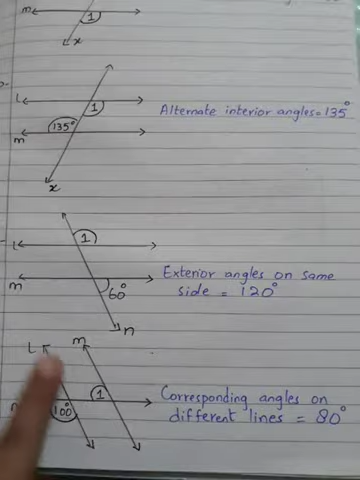 m
1
x
L
1
Alternate interior angles=135°
135°
m
x
L
1
m
60°
Exterior angles on same
side = 120°
n
L
m
1
100°
Corresponding angles on
different lines = 80°